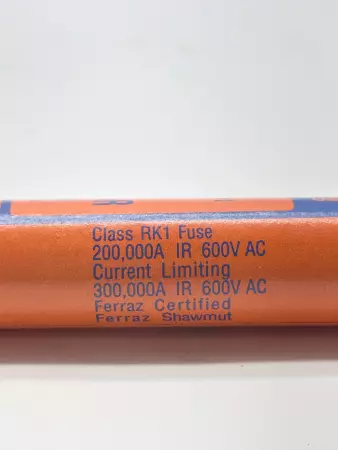 Class RK1 Fuse
200,000A IR 600V AC
Current Limiting
300,000A IR 600V AC
Ferraz Certified
Ferraz Shawmut